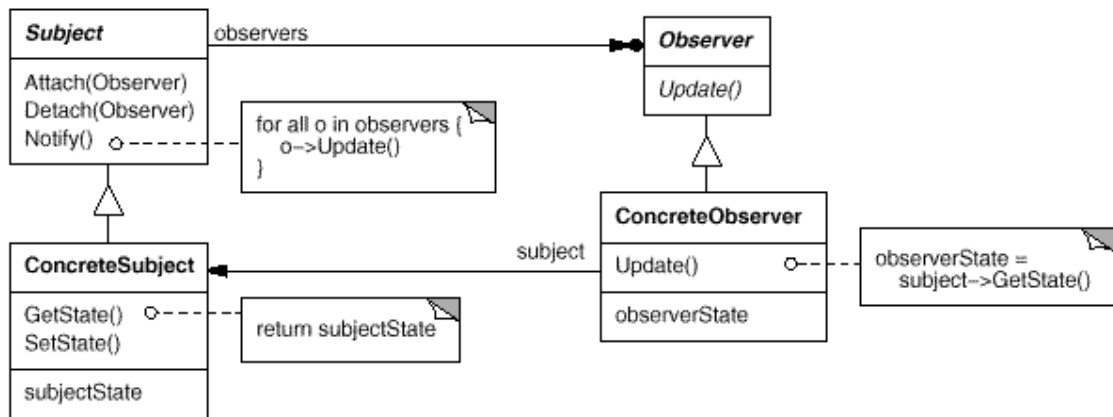 Subject
observers
Observer
Attach(Observer)
Detach(Observer)
Notify()
for all o in observers {
o->Update()
}
Update()
ConcreteSubject
GetState()
SetState()
subjectState
return subjectState
subject
ConcreteObserver
Update()
observerState
observerState =
subject->GetState()